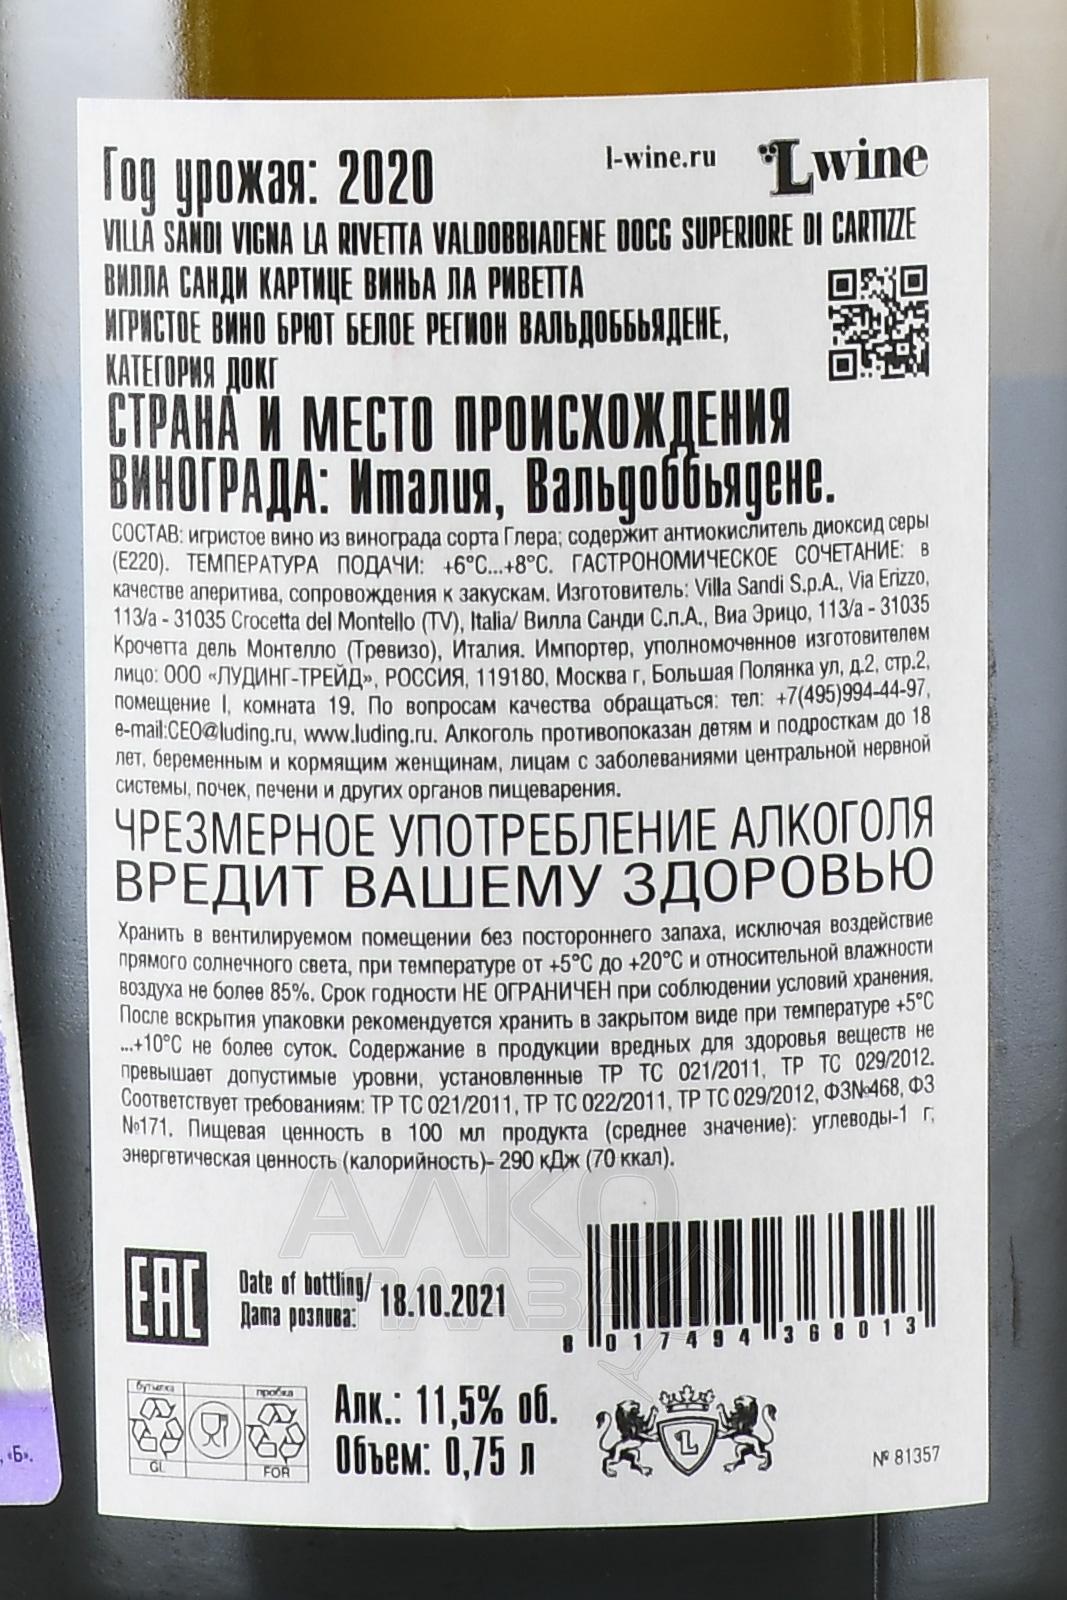 Год урожая: 2020
l-wine.ru
Lwine
VILLA SANDI VIGNA LA RIVETTA VALDOBBIADENE DOCG SUPERIORE DI CARTIZZE
ВИЛЛА САНДИ КАРТИЦЕ ВИНЬА ЛА РИВЕТТА
ИГРИСТОЕ ВИНО БРЮТ БЕЛОЕ РЕГИОН ВАЛЬДОББЬЯДЕНЕ,
КАТЕГОРИЯ ДОКГ
СТРАНА И МЕСТО ПРОИСХОЖДЕНИЯ
ВИНОГРАДА: Италия, Вальдоббьядене.
СОСТАВ: игристое вино из винограда сорта Глера; содержит антиокислитель диоксид серы
(Е220). ТЕМПЕРАТУРА ПОДАЧИ: +6°С...+8°С. ГАСТРОНОМИЧЕСКОЕ СОЧЕТАНИЕ: в
качестве аперитива, сопровождения к закускам. Изготовитель: Villa Sandi S.p.A., Via Erizzo,
113/a - 31035 Crocetta del Montello (TV), Italia/ Вилла Санди С.п.А., Виа Эрицо, 113/а - 31035
Крочетта дель Монтелло (Тревизо), Италия. Импортер, уполномоченное изготовителем
лицо: ООО «ЛУДИНГ-ТРЕЙД», РОССИЯ, 119180, Москва г, Большая Полянка ул, д.2, стр.2,
помещение I, комната 19. По вопросам качества обращаться: тел: +7(495)994-44-97,
e-mail:CEO@luding.ru, www.luding.ru. Алкоголь противопоказан детям и подросткам до 18
лет, беременным и кормящим женщинам, лицам с заболеваниями центральной нервной
системы, почек, печени и других органов пищеварения.
ЧРЕЗМЕРНОЕ УПОТРЕБЛЕНИЕ АЛКОГОЛЯ
ВРЕДИТ ВАШЕМУ ЗДОРОВЬЮ
Хранить в вентилируемом помещении без постороннего запаха, исключая воздействие
прямого солнечного света, при температуре от +5°С до +20°С и относительной влажности
воздуха не более 85%. Срок годности НЕ ОГРАНИЧЕН при соблюдении условий хранения.
После вскрытия упаковки рекомендуется хранить в закрытом виде при температуре +5°С
...+10°С не более суток. Содержание в продукции вредных для здоровья веществ не
превышает допустимые уровни, установленные ТР ТС 021/2011, ТР ТС 029/2012.
Соответствует требованиям: ТР ТС 021/2011, ТР ТС 022/2011, ТР ТС 029/2012, ФЗ№468, ФЗ
№171. Пищевая ценность в 100 мл продукта (среднее значение): углеводы-1 г;
энергетическая ценность (калорийность)- 290 кДж (70 ккал).
АЛКО
ПЛАЗА
EAC
Date of bottling/
Дата розлива:
18.10.2021
8 017494 368013
бутылка
пробка
GL
FOR
Алк.: 11,5% об.
Объем: 0,75 л
L
№ 81357
, «Б».